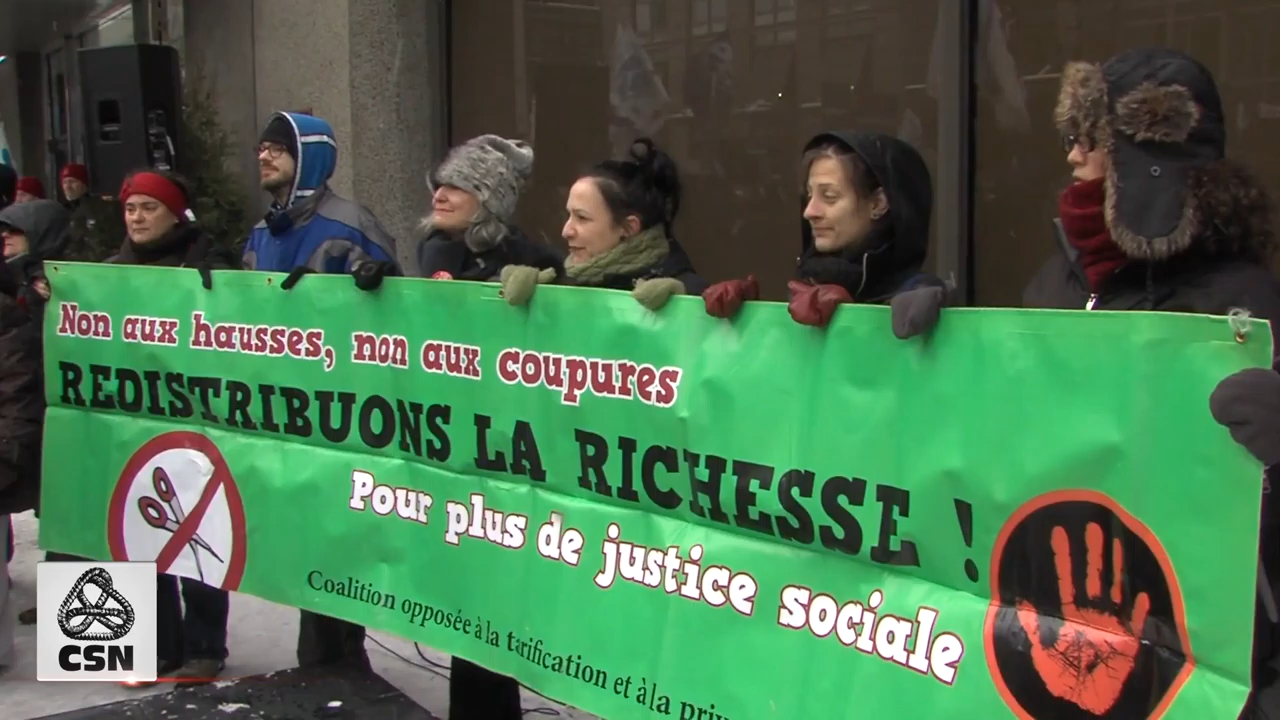 Non aux hausses, non aux coupures
REDISTRIBUONS LA RICHESSE !
Pour plus de justice sociale
Coalition opposée à la tarification et à la priv
CSN